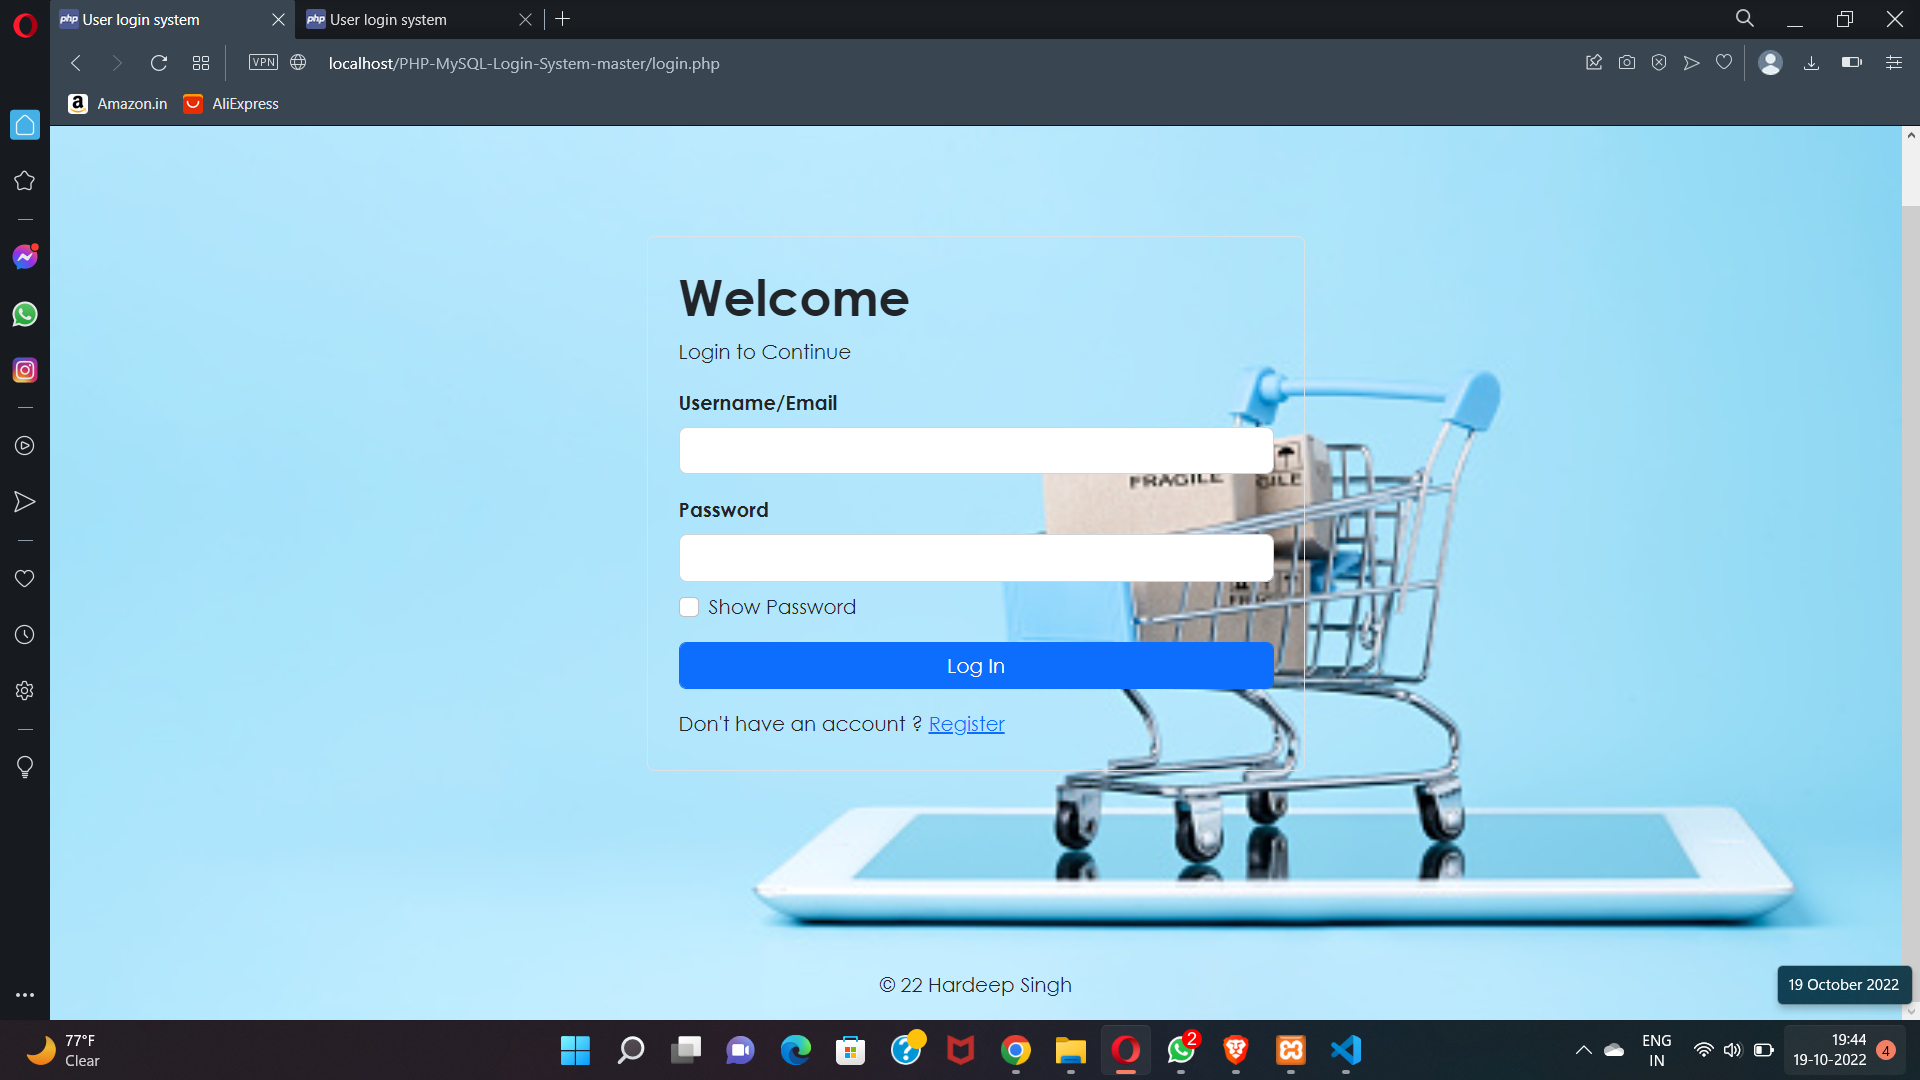 php User login system
php User login system
VPN
localhost/PHP-MySQL-Login-System-master/login.php
a Amazon.in
AliExpress
Welcome
Login to Continue
Username/Email
FRAGILE
GILE
Password
Show Password
Log In
Don't have an account ? Register
© 22 Hardeep Singh
19 October 2022
77°F
Clear
2
ENG
IN
19:44
19-10-2022
4